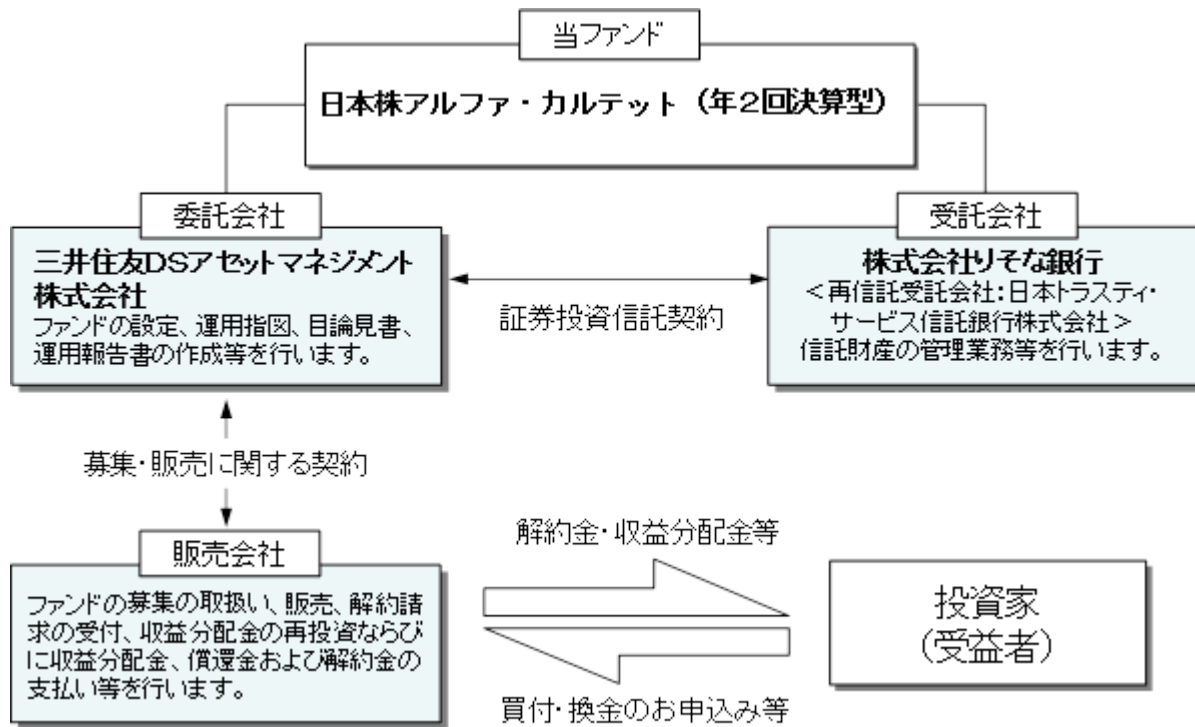 当ファンド
日本株アルファ・カルテット（年２回決算型）
委託会社
三井住友DSアセットマネジメント
株式会社
ファンドの設定、運用指図、目論見書、
運用報告書の作成等を行います。
証券投資信託契約
受託会社
株式会社りそな銀行
＜再信託受託会社：日本トラスティ・
サービス信託銀行株式会社＞
信託財産の管理業務等を行います。
募集・販売に関する契約
販売会社
ファンドの募集の取扱い、販売、解約請
求の受付、収益分配金の再投資ならび
に収益分配金、償還金および解約金の
支払い等を行います。
解約金・収益分配金等
買付・換金のお申込み等
投資家
（受益者）